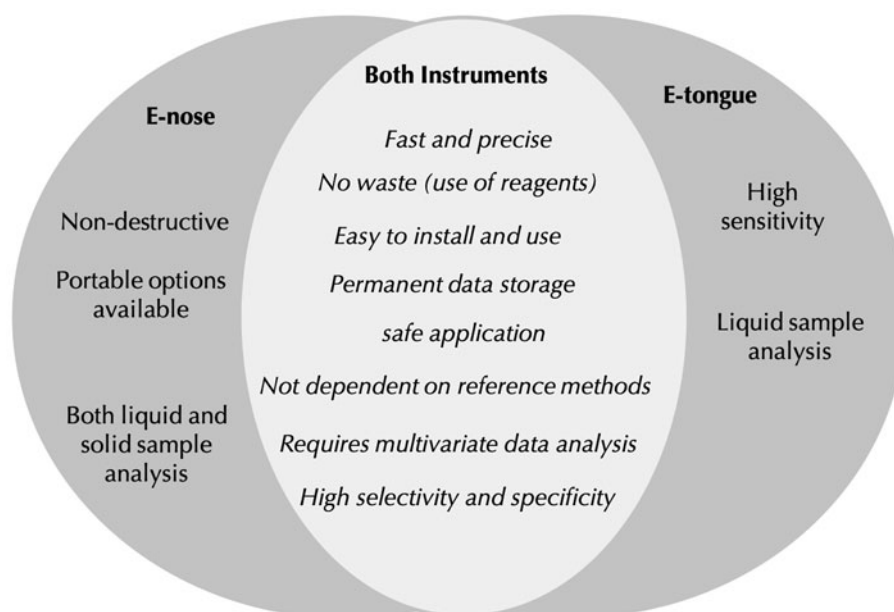 E-nose
Non-destructive
Portable options
available
Both liquid and
solid sample
analysis
Both Instruments
Fast and precise
No waste (use of reagents)
Easy to install and use
Permanent data storage
safe application
Not dependent on reference methods
Requires multivariate data analysis
High selectivity and specificity
E-tongue
High
sensitivity
Liquid sample
analysis